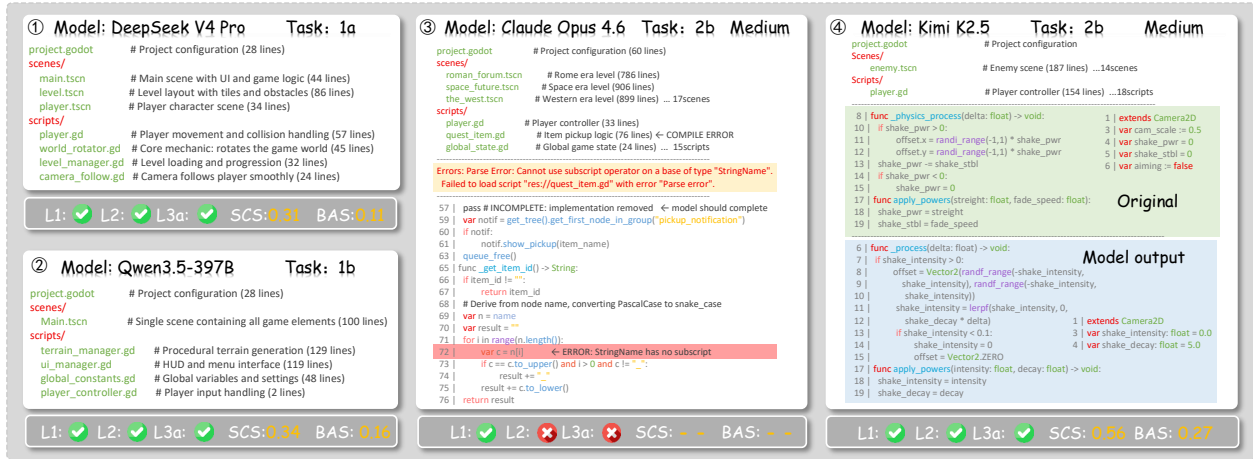 ① Model: DeepSeek V4 Pro Task: 1a
project.godot # Project configuration (28 lines)
scenes/
main.tscn # Main scene with UI and game logic (44 lines)
level.tscn # Level layout with tiles and obstacles (86 lines)
player.tscn # Player character scene (34 lines)
scripts/
player.gd # Player movement and collision handling (57 lines)
world_rotator.gd # Core mechanic: rotates the game world (45 lines)
level_manager.gd # Level loading and progression (32 lines)
camera_follow.gd # Camera follows player smoothly (24 lines)
L1: L2: L3a: SCS:0.31 BAS:0.11
② Model: Qwen3.5-397B Task: 1b
project.godot # Project configuration (28 lines)
scenes/
Main.tscn # Single scene containing all game elements (100 lines)
scripts/
terrain_manager.gd # Procedural terrain generation (129 lines)
ui_manager.gd # HUD and menu interface (119 lines)
global_constants.gd # Global variables and settings (48 lines)
player_controller.gd # Player input handling (2 lines)
L1: L2: L3a: SCS:0.34 BAS: 0.16
③ Model: Claude Opus 4.6 Task: 2b Medium
project.godot # Project configuration (60 lines)
scenes/
roman_forum.tscn # Rome era level (786 lines)
space_future.tscn # Space era level (906 lines)
the_west.tscn # Western era level (899 lines) ... 17scenes
scripts/
player.gd # Player controller (33 lines)
quest_item.gd # Item pickup logic (76 lines) ← COMPILE ERROR
global_state.gd # Global game state (24 lines) ... 15scripts
Errors: Parse Error: Cannot use subscript operator on a base of type "StringName".
Failed to load script "res://quest_item.gd" with error "Parse error".
57 | pass # INCOMPLETE: implementation removed ← model should complete
59 | var notif = get_tree().get_first_node_in_group("pickup_notification")
60 | if notif:
61 | notif.show_pickup(item_name)
63 | queue_free()
65 | func _get_item_id() -> String:
66 | if item_id != "":
67 | return item_id
68 | # Derive from node name, converting PascalCase to snake_case
69 | var n = name
70 | var result = ""
71 | for i in range(n.length()):
72 | var c = n[i] ← ERROR: StringName has no subscript
73 | if c == c.to_upper() and i > 0 and c != "_":
74 | result += "_"
75 | result += c.to_lower()
76 | return result
L1: L2: L3a: SCS: - - BAS: - -
④ Model: Kimi K2.5 Task: 2b Medium
project.godot # Project configuration
Scenes/
enemy.tscn # Enemy scene (187 lines) ...14scenes
Scripts/
player.gd # Player controller (154 lines) ...18scripts
8 | func _physics_process(delta: float) -> void:
10 | if shake_pwr > 0:
11 | offset.x = randi_range(-1,1) * shake_pwr
12 | offset.y = randi_range(-1,1) * shake_pwr
13 | shake_pwr -= shake_stbl
14 | if shake_pwr < 0:
15 | shake_pwr = 0
17 | func apply_powers(streight: float, fade_speed: float):
18 | shake_pwr = streight
19 | shake_stbl = fade_speed
1 | extends Camera2D
3 | var cam_scale := 0.5
4 | var shake_pwr = 0
5 | var shake_stbl = 0
6 | var aiming := false
Original
6 | func _process(delta: float) -> void:
7 | if shake_intensity > 0:
8 | offset = Vector2(randf_range(-shake_intensity,
9 | shake_intensity), randf_range(-shake_intensity,
10 | shake_intensity))
11 | shake_intensity = lerpf(shake_intensity, 0,
12 | shake_decay * delta)
13 | if shake_intensity < 0.1:
14 | shake_intensity = 0
15 | offset = Vector2.ZERO
17 | func apply_powers(intensity: float, decay: float) -> void:
18 | shake_intensity = intensity
19 | shake_decay = decay
Model output
1 | extends Camera2D
3 | var shake_intensity: float = 0.0
4 | var shake_decay: float = 5.0
L1: L2: L3a: SCS: 0.56 BAS: 0.27